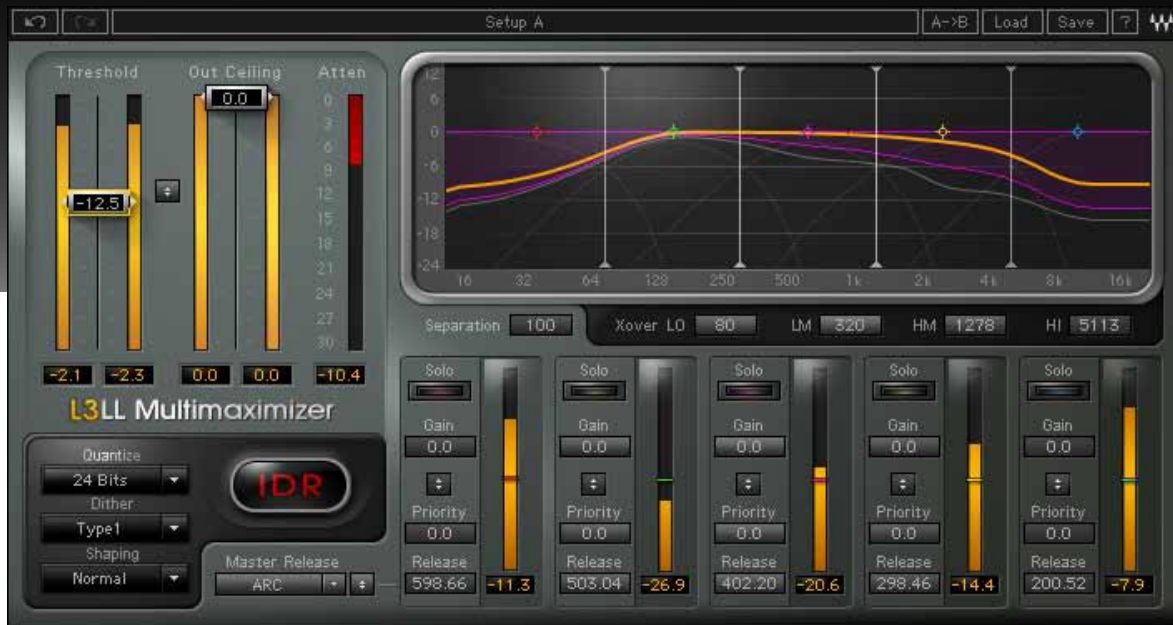 Setup A A->B Load Save ?
Threshold Out Ceiling Atten
0.0
-12.5
0
3
6
9
12
15
18
21
24
27
30
-2.1 -2.3 0.0 0.0 -10.4
L3LL Multimaximizer
12
6
0
-6
-12
-18
-24
16 32 64 128 250 500 1k 2k 4k 8k 16k
Separation 100 Xover LO 80 LM 320 HM 1278 HI 5113
Quantize
24 Bits
Dither
Type1
Shaping
Normal
IDR
Master Release
ARC
Solo Solo Solo Solo Solo
Gain Gain Gain Gain Gain
0.0 0.0 0.0 0.0 0.0
Priority Priority Priority Priority Priority
0.0 0.0 0.0 0.0 0.0
Release Release Release Release Release
598.66 -11.3 503.04 -26.9 402.20 -20.6 298.46 -14.4 200.52 -7.9